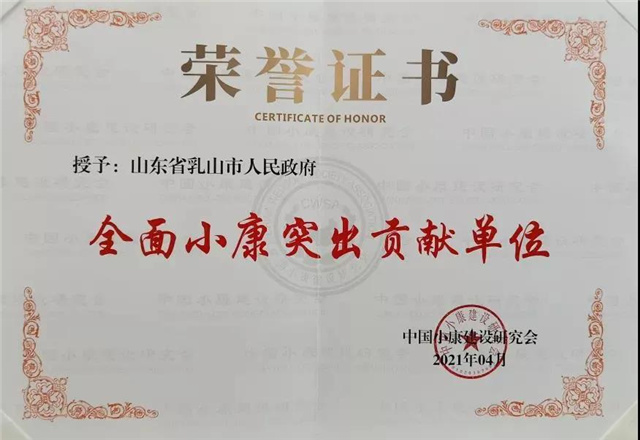 荣誉证书
CERTIFICATE OF HONOR
授予：山东省乳山市人民政府
全面小康突出贡献单位
中国小康建设研究会
2021年04月